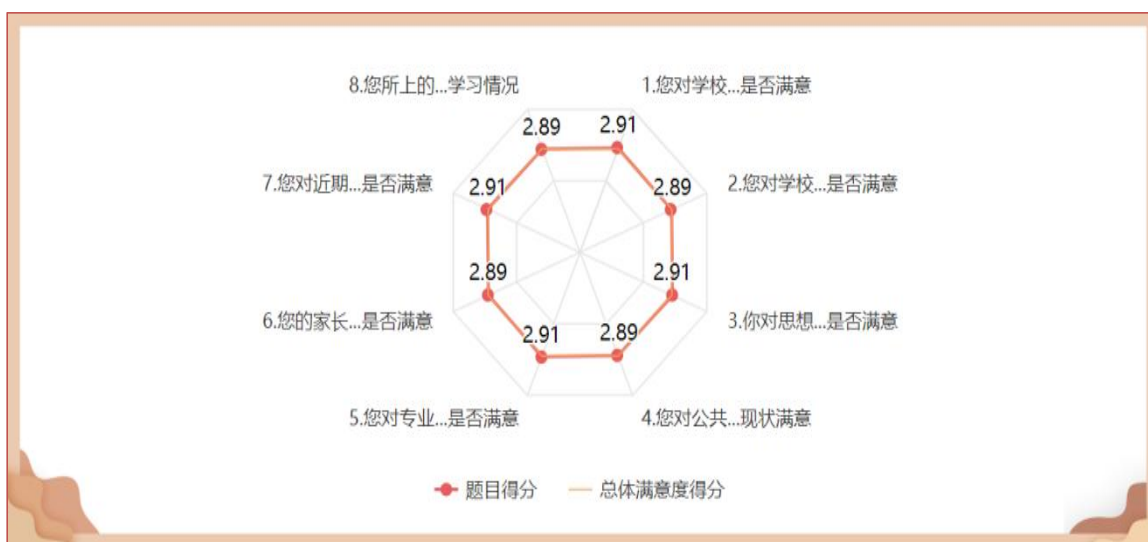 8.您所上的...学习情况
1.您对学校...是否满意
2.89
2.91
7.您对近期...是否满意
2.91
2.89
2.您对学校...是否满意
2.89
2.91
6.您的家长...是否满意
3.你对思想...是否满意
2.91
2.89
5.您对专业...是否满意
4.您对公共...现状满意
题目得分
总体满意度得分